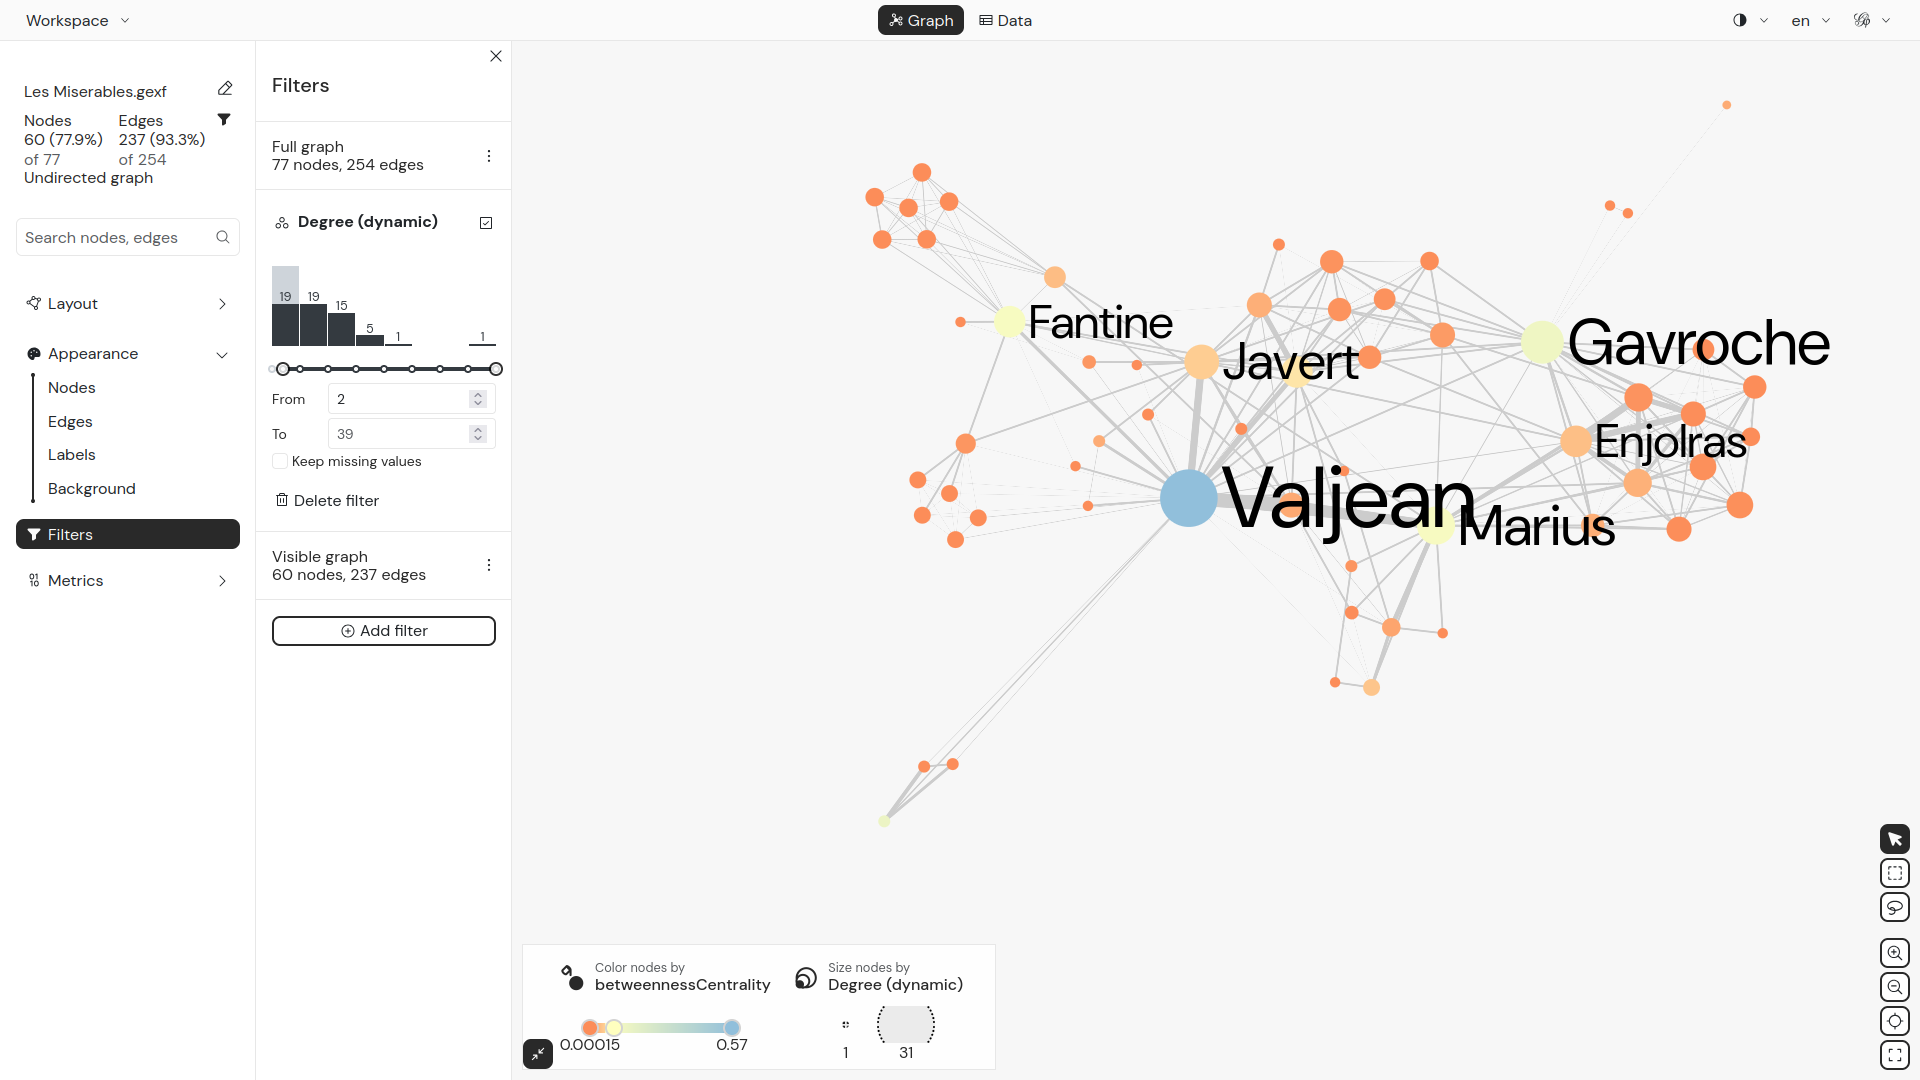 Workspace
Graph
Data
en
Les Miserables.gexf
Nodes
60 (77.9%)
of 77
Edges
237 (93.3%)
of 254
Undirected graph
Search nodes, edges
Layout
Appearance
Nodes
Edges
Labels
Background
Filters
Metrics
Filters
Full graph
77 nodes, 254 edges
Degree (dynamic)
19
19
15
5
1
1
From
2
To
39
Keep missing values
Delete filter
Visible graph
60 nodes, 237 edges
Add filter
Fantine
Javert
Gavroche
Enjolras
Valjean
Marius
Color nodes by
betweennessCentrality
0.00015
0.57
Size nodes by
Degree (dynamic)
1
31